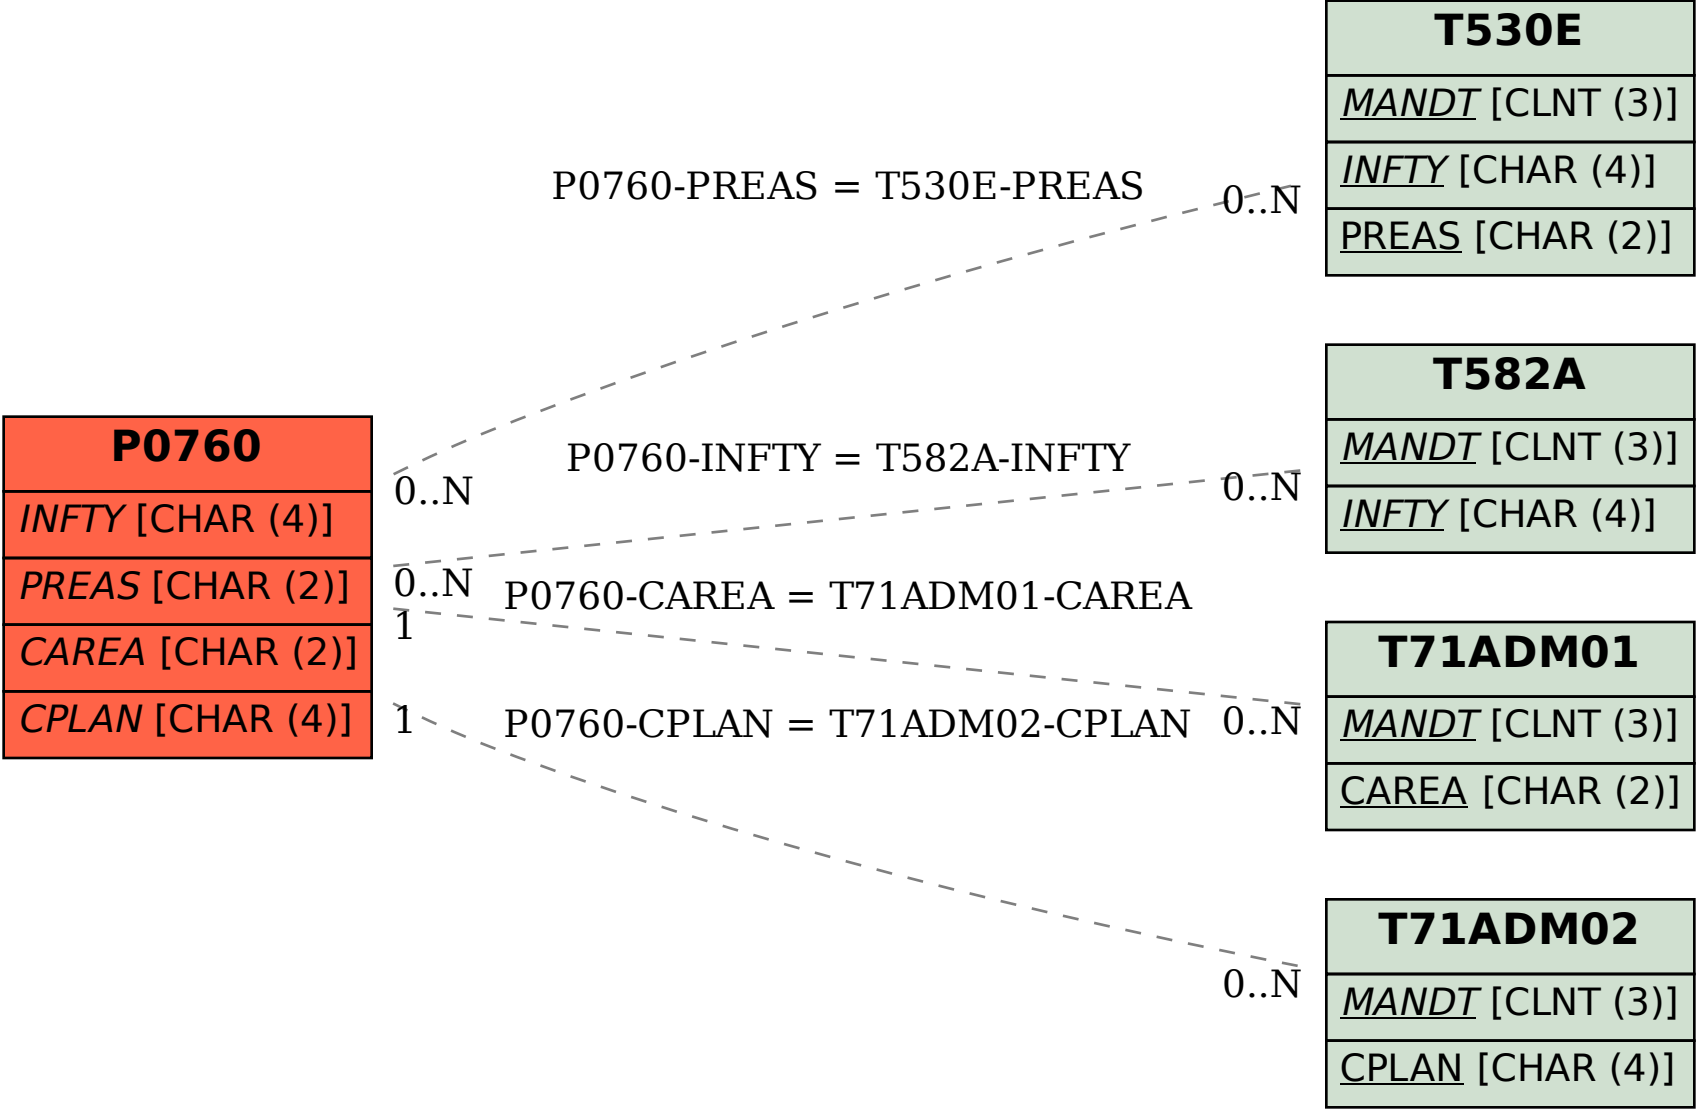 T530E
MANDT [CLNT (3)]
INFTY [CHAR (4)]
PREAS [CHAR (2)]
P0760-PREAS = T530E-PREAS
0..N
T582A
MANDT [CLNT (3)]
INFTY [CHAR (4)]
P0760
INFTY [CHAR (4)]
PREAS [CHAR (2)]
CAREA [CHAR (2)]
CPLAN [CHAR (4)]
0..N
P0760-INFTY = T582A-INFTY
0..N
0..N
P0760-CAREA = T71ADM01-CAREA
1
T71ADM01
MANDT [CLNT (3)]
CAREA [CHAR (2)]
1
P0760-CPLAN = T71ADM02-CPLAN
0..N
T71ADM02
MANDT [CLNT (3)]
CPLAN [CHAR (4)]
0..N